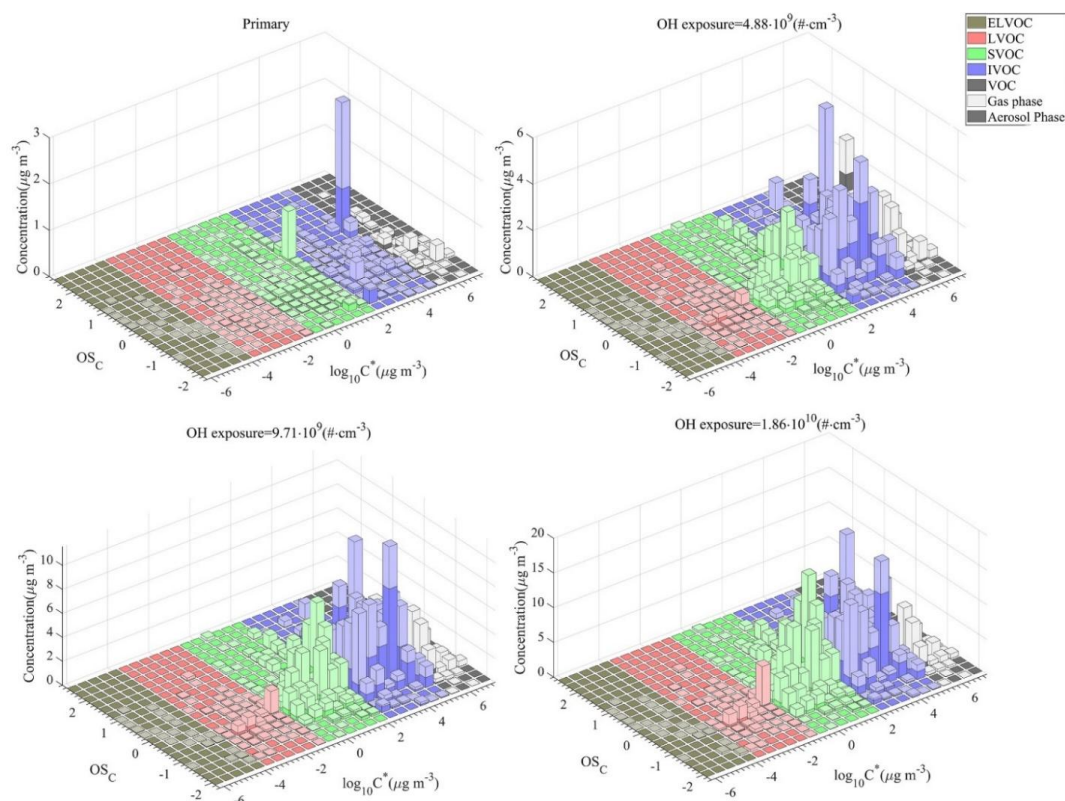 Primary
3
2
1
0
Concentration(μg m⁻³)
2
1
0
-1
-2
OS_C
-6
-4
-2
0
2
4
6
log₁₀C*(μg m⁻³)
OH exposure=4.88·10⁹(#·cm⁻³)
6
4
2
0
Concentration(μg m⁻³)
2
1
0
-1
-2
OS_C
-6
-4
-2
0
2
4
6
log₁₀C*(μg m⁻³)
ELVOC
LVOC
SVOC
IVOC
VOC
Gas phase
Aerosol Phase
OH exposure=9.71·10⁹(#·cm⁻³)
10
8
6
4
2
0
Concentration(μg m⁻³)
2
1
0
-1
-2
OS_C
-6
-4
-2
0
2
4
6
log₁₀C*(μg m⁻³)
OH exposure=1.86·10¹⁰(#·cm⁻³)
20
15
10
5
0
Concentration(μg m⁻³)
2
1
0
-1
-2
OS_C
-6
-4
-2
0
2
4
6
log₁₀C*(μg m⁻³)